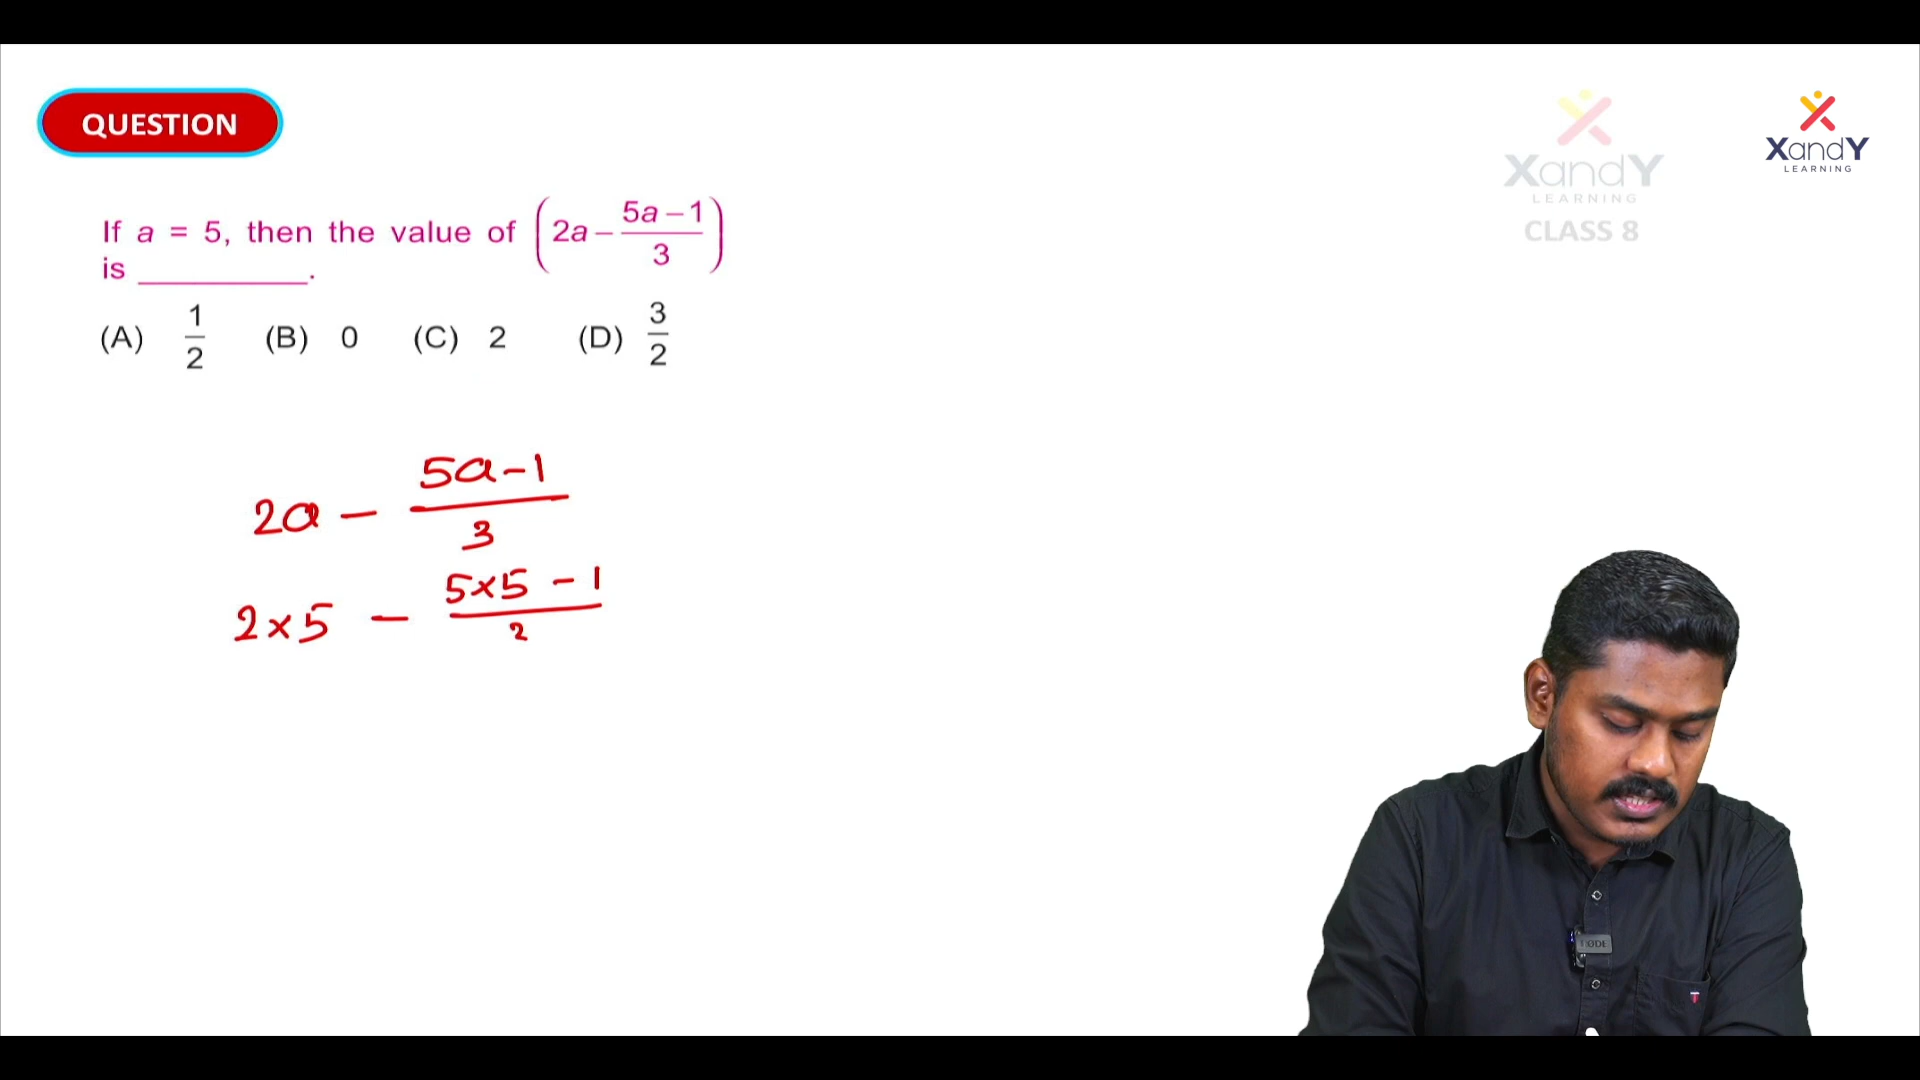 QUESTION
XandY
LEARNING
CLASS 8
XandY
LEARNING
If a = 5, then the value of (2a − (5a − 1)/3)
is __________.
(A) 1/2 (B) 0 (C) 2 (D) 3/2
2a − (5a − 1)/3
2×5 − (5×5 − 1)/2